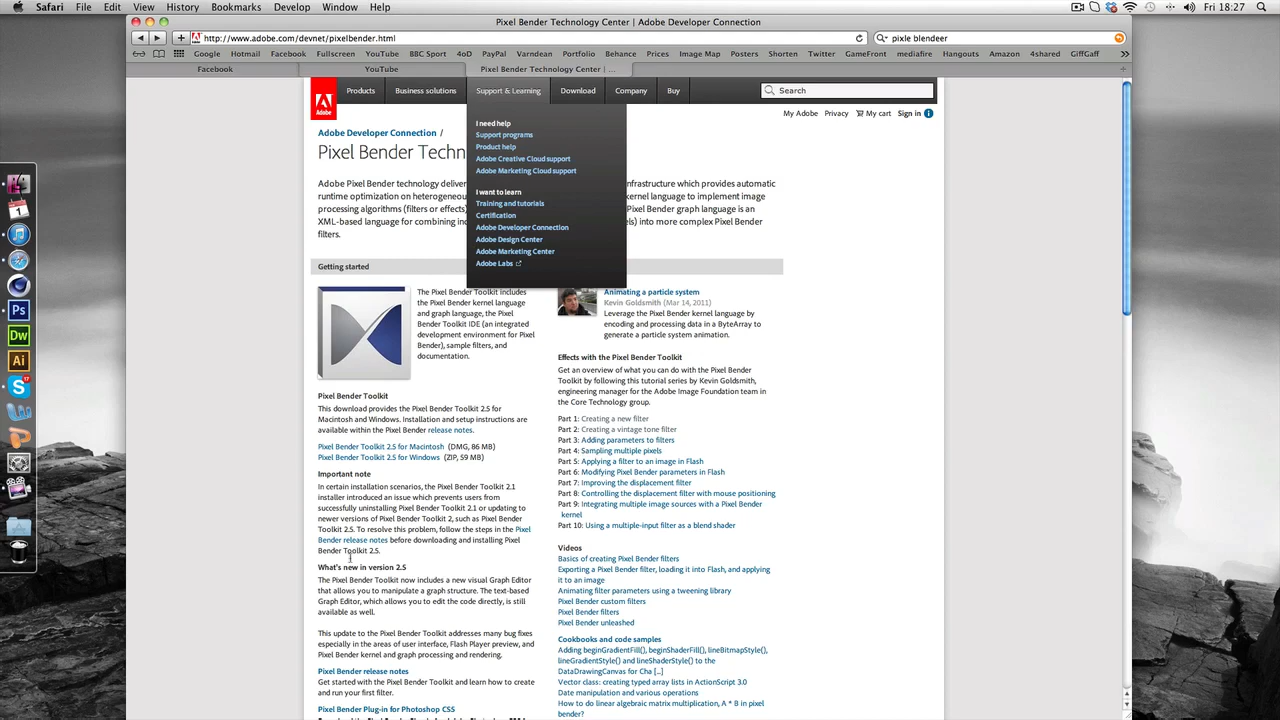 Safari File Edit View History Bookmarks Develop Window Help
Fri 18:27
Pixel Bender Technology Center | Adobe Developer Connection
http://www.adobe.com/devnet/pixelbender.html
pixle blendeer
Google Hotmail Facebook Fullscreen YouTube BBC Sport 4oD PayPal Varndean Portfolio Behance Prices Image Map Posters Shorten Twitter GameFront mediafire Hangouts Amazon 4shared GiffGaff
Facebook YouTube Pixel Bender Technology Center | ...
Adobe
Products Business solutions Support & Learning Download Company Buy Search
My Adobe Privacy My cart Sign in
Adobe Developer Connection /
Pixel Bender Techn
Adobe Pixel Bender technology deliver
runtime optimization on heterogeneou
processing algorithms (filters or effects)
XML-based language for combining in
filters.
I need help
Support programs
Product help
Adobe Creative Cloud support
Adobe Marketing Cloud support
I want to learn
Training and tutorials
Certification
Adobe Developer Connection
Adobe Design Center
Adobe Marketing Center
Adobe Labs
nfrastructure which provides automatic
kernel language to implement image
Pixel Bender graph language is an
els) into more complex Pixel Bender
Getting started
The Pixel Bender Toolkit includes
the Pixel Bender kernel language
and graph language, the Pixel
Bender Toolkit IDE (an integrated
development environment for Pixel
Bender), sample filters, and
documentation.
Pixel Bender Toolkit
This download provides the Pixel Bender Toolkit 2.5 for
Macintosh and Windows. Installation and setup instructions are
available within the Pixel Bender release notes.
Pixel Bender Toolkit 2.5 for Macintosh (DMG, 86 MB)
Pixel Bender Toolkit 2.5 for Windows (ZIP, 59 MB)
Important note
In certain installation scenarios, the Pixel Bender Toolkit 2.1
installer introduced an issue which prevents users from
successfully uninstalling Pixel Bender Toolkit 2.1 or updating to
newer versions of Pixel Bender Toolkit 2, such as Pixel Bender
Toolkit 2.5. To resolve this problem, follow the steps in the Pixel
Bender release notes before downloading and installing Pixel
Bender Toolkit 2.5.
What's new in version 2.5
The Pixel Bender Toolkit now includes a new visual Graph Editor
that allows you to manipulate a graph structure. The text-based
Graph Editor, which allows you to edit the code directly, is still
available as well.
This update to the Pixel Bender Toolkit addresses many bug fixes
especially in the areas of user interface, Flash Player preview, and
Pixel Bender kernel and graph processing and rendering.
Pixel Bender release notes
Get started with the Pixel Bender Toolkit and learn how to create
and run your first filter.
Pixel Bender Plug-in for Photoshop CS5
Animating a particle system
Kevin Goldsmith (Mar 14, 2011)
Leverage the Pixel Bender kernel language by
encoding and processing data in a ByteArray to
generate a particle system animation.
Effects with the Pixel Bender Toolkit
Get an overview of what you can do with the Pixel Bender
Toolkit by following this tutorial series by Kevin Goldsmith,
engineering manager for the Adobe Image Foundation team in
the Core Technology group.
Part 1: Creating a new filter
Part 2: Creating a vintage tone filter
Part 3: Adding parameters to filters
Part 4: Sampling multiple pixels
Part 5: Applying a filter to an image in Flash
Part 6: Modifying Pixel Bender parameters in Flash
Part 7: Improving the displacement filter
Part 8: Controlling the displacement filter with mouse positioning
Part 9: Integrating multiple image sources with a Pixel Bender
kernel
Part 10: Using a multiple-input filter as a blend shader
Videos
Basics of creating Pixel Bender filters
Exporting a Pixel Bender filter, loading it into Flash, and applying
it to an image
Animating filter parameters using a tweening library
Pixel Bender custom filters
Pixel Bender filters
Pixel Bender unleashed
Cookbooks and code samples
Adding beginGradientFill(), beginShaderFill(), lineBitmapStyle(),
lineGradientStyle() and lineShaderStyle() to the
DataDrawingCanvas for Cha [...]
Vector class: creating typed array lists in ActionScript 3.0
Date manipulation and various operations
How to do linear algebraic matrix multiplication, A * B in pixel
bender?
1
Ps
Dw
Ai